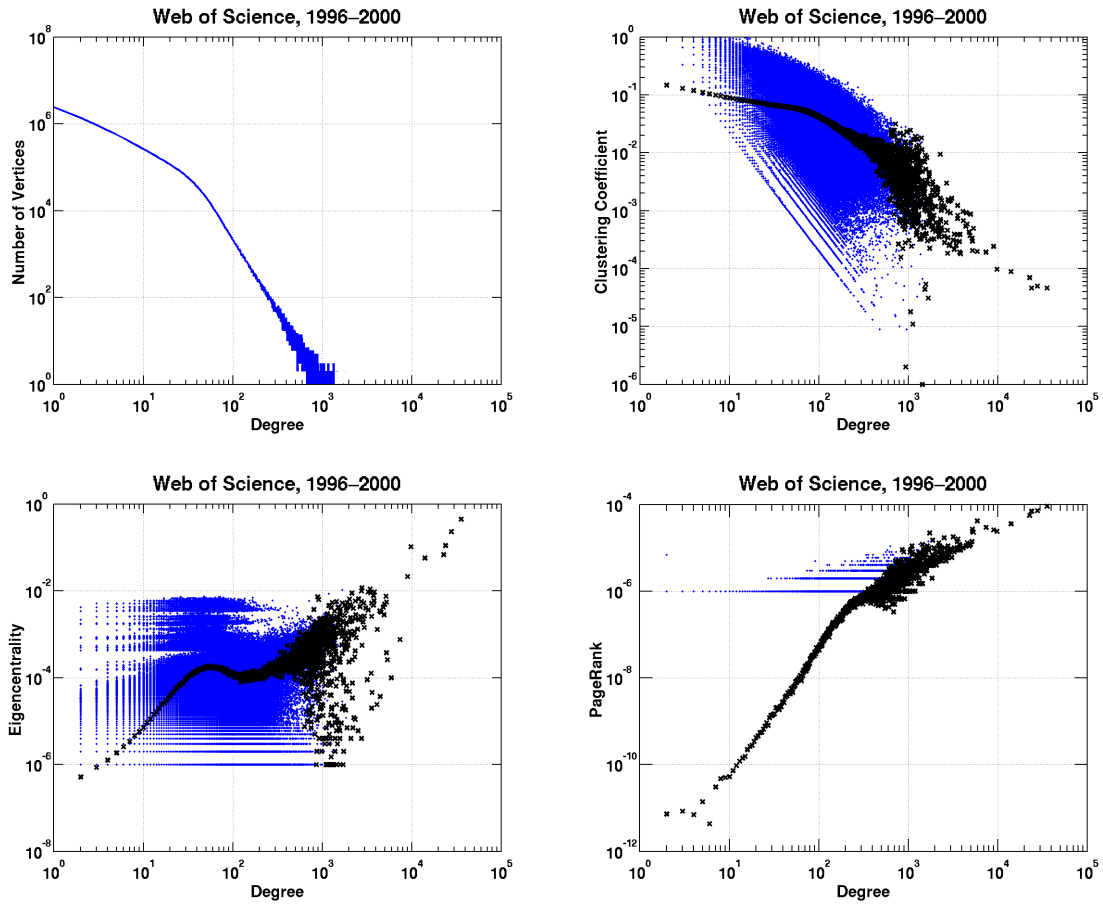 Web of Science, 1996–2000
Number of Vertices
10^8
10^6
10^4
10^2
10^0
10^0 10^1 10^2 10^3 10^4 10^5
Degree
Web of Science, 1996–2000
Clustering Coefficient
10^0
10^-1
10^-2
10^-3
10^-4
10^-5
10^-6
10^0 10^1 10^2 10^3 10^4 10^5
Degree
Web of Science, 1996–2000
Eigencentrality
10^0
10^-2
10^-4
10^-6
10^-8
10^0 10^1 10^2 10^3 10^4 10^5
Degree
Web of Science, 1996–2000
PageRank
10^-4
10^-6
10^-8
10^-10
10^-12
10^0 10^1 10^2 10^3 10^4 10^5
Degree